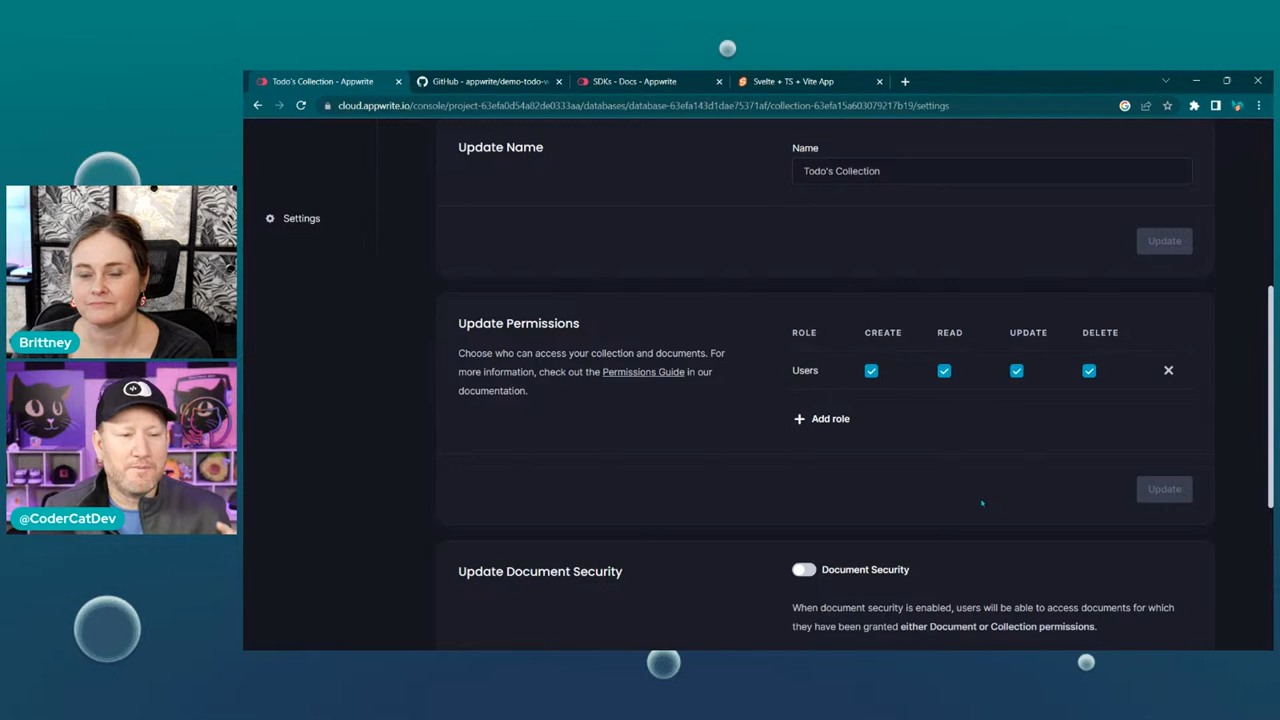 Todo's Collection - Appwrite
GitHub - appwrite/demo-todo-w
SDKs - Docs - Appwrite
Svelte + TS + Vite App
cloud.appwrite.io/console/project-63efa0d54a82de0333aa/databases/database-63efa143d1dae75371af/collection-63efa15a603079217b19/settings
Settings
Update Name
Name
Todo's Collection
Update
Update Permissions
Choose who can access your collection and documents. For
more information, check out the Permissions Guide in our
documentation.
ROLE CREATE READ UPDATE DELETE
Users
Add role
Update
Update Document Security
Document Security
When document security is enabled, users will be able to access documents for which
they have been granted either Document or Collection permissions.
Brittney
@CoderCatDev